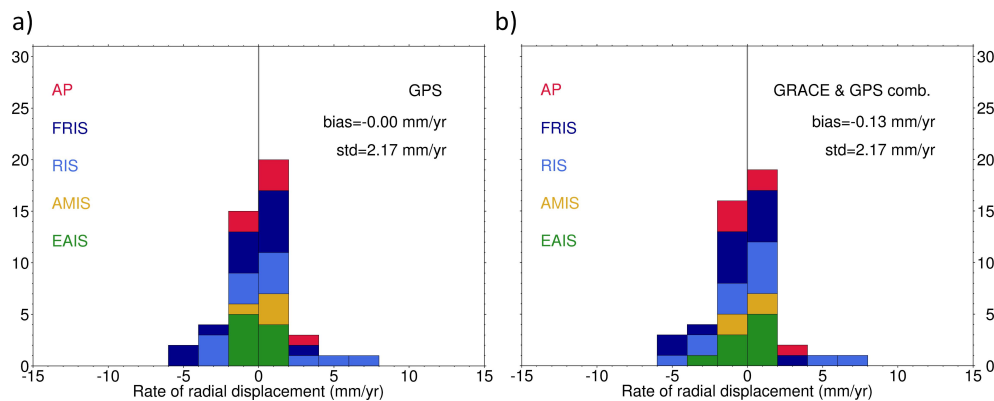 a)
30
25
20
15
10
5
0
AP
FRIS
RIS
AMIS
EAIS
GPS
bias=-0.00 mm/yr
std=2.17 mm/yr
-15 -10 -5 0 5 10 15
Rate of radial displacement (mm/yr)
b)
AP
FRIS
RIS
AMIS
EAIS
GRACE & GPS comb.
bias=-0.13 mm/yr
std=2.17 mm/yr
30
25
20
15
10
5
0
-15 -10 -5 0 5 10 15
Rate of radial displacement (mm/yr)